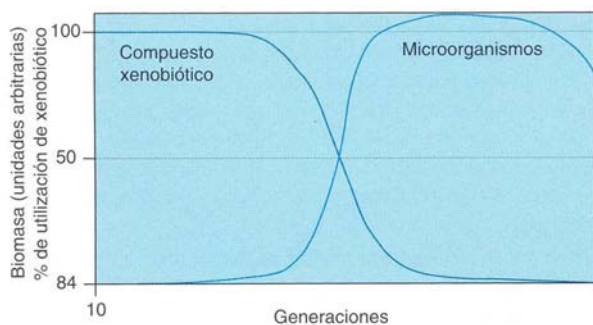 Biomasa (unidades arbitrarias)
% de utilización de xenobiótico
100
50
84
Compuesto
xenobiótico
Microorganismos
10
Generaciones